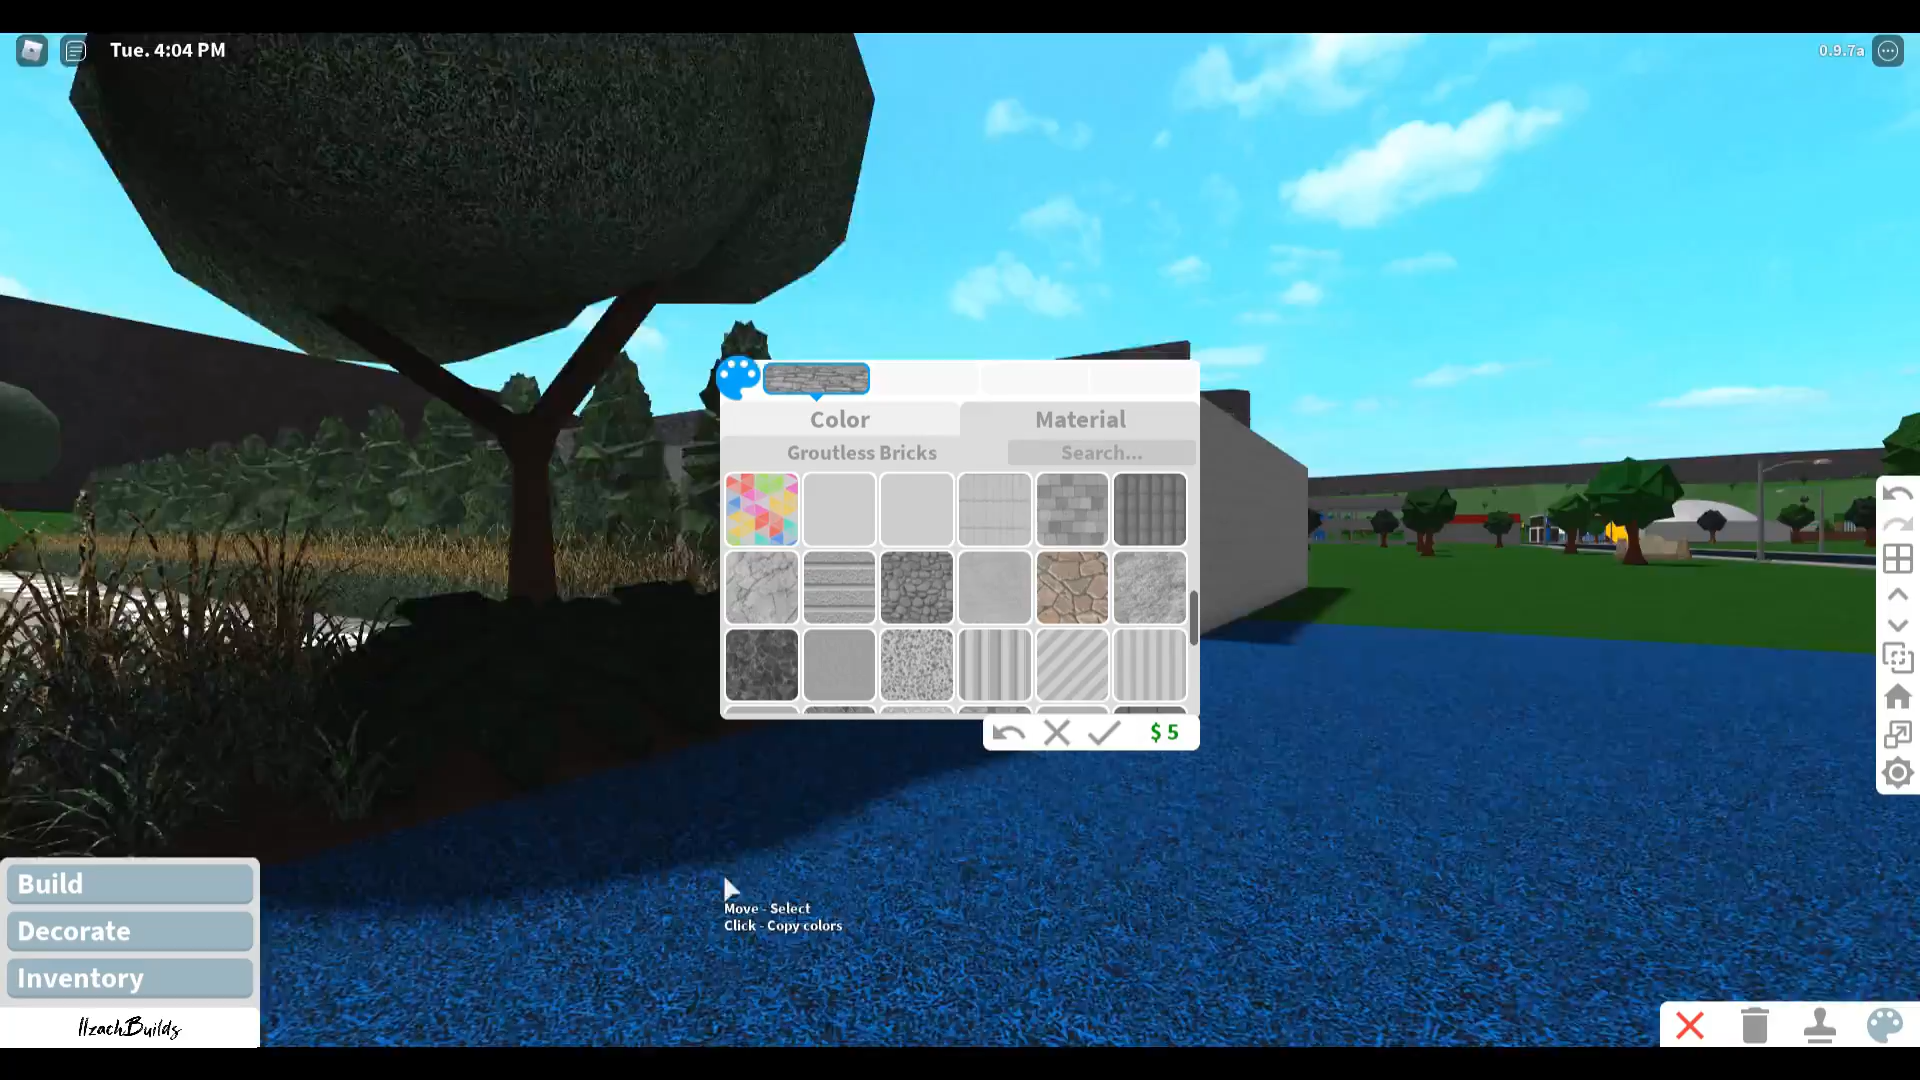 Tue. 4:04 PM
0.9.7a
Color
Material
Groutless Bricks
Search...
$ 5
Move - Select
Click - Copy colors
Build
Decorate
Inventory
IIzachBuilds